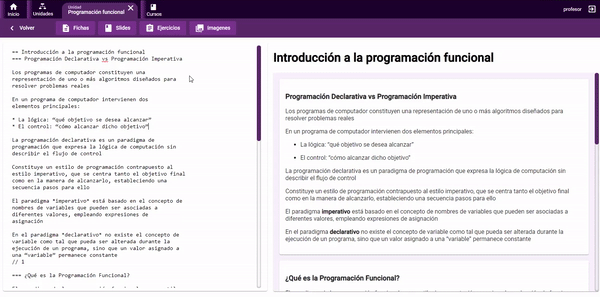 Inicio
Unidades
Unidad
Programación funcional
Cursos
profesor
Volver
Fiches
Slides
Ejercicios
Imagenes
== Introducción a la programación funcional
=== Programación Declarativa vs Programación Imperativa
Los programas de computador constituyen una
representación de uno o más algoritmos diseñados para
resolver problemas reales
En un programa de computador intervienen dos
elementos principales:
* La lógica: "qué objetivo se desea alcanzar"
* El control: "cómo alcanzar dicho objetivo"
La programación declarativa es un paradigma de
programación que expresa la lógica de computación sin
describir el flujo de control
Constituye un estilo de programación contrapuesto al
estilo imperativo, que se centra tanto el objetivo final
como en la manera de alcanzarlo, estableciendo una
secuencia pasos para ello
El paradigma *imperativo* está basado en el concepto de
nombres de variables que pueden ser asociadas a
diferentes valores, empleando expresiones de
asignación
En el paradigma *declarativo* no existe el concepto de
variable como tal que pueda ser alterada durante la
ejecución de un programa, sino que un valor asignado a
una "variable" permanece constante
// 1
=== ¿Qué es la Programación Funcional?
Introducción a la programación funcional
Programación Declarativa vs Programación Imperativa
Los programas de computador constituyen una representación de uno o más algoritmos diseñados para
resolver problemas reales
En un programa de computador intervienen dos elementos principales:
• La lógica: "qué objetivo se desea alcanzar"
• El control: "cómo alcanzar dicho objetivo"
La programación declarativa es un paradigma de programación que expresa la lógica de computación sin
describir el flujo de control
Constituye un estilo de programación contrapuesto al estilo imperativo, que se centra tanto el objetivo final
como en la manera de alcanzarlo, estableciendo una secuencia pasos para ello
El paradigma imperativo está basado en el concepto de nombres de variables que pueden ser asociadas a
diferentes valores, empleando expresiones de asignación
En el paradigma declarativo no existe el concepto de variable como tal que pueda ser alterada durante la
ejecución de un programa, sino que un valor asignado a una "variable" permanece constante
¿Qué es la Programación Funcional?